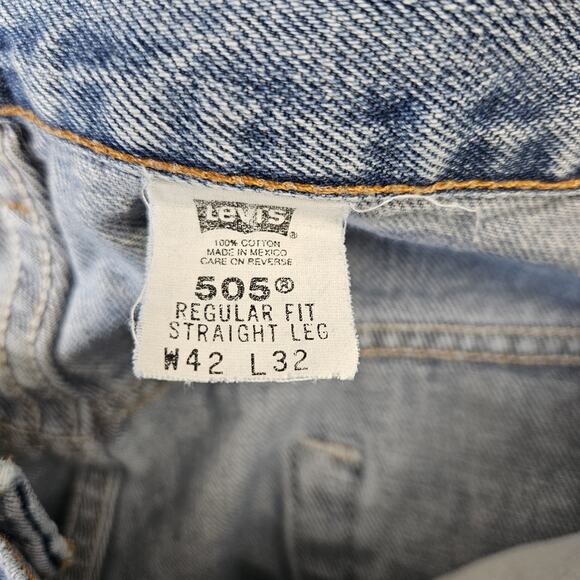 Levi's ®
100% COTTON
MADE IN MEXICO
CARE ON REVERSE
505®
REGULAR FIT
STRAIGHT LEG
W42 L32